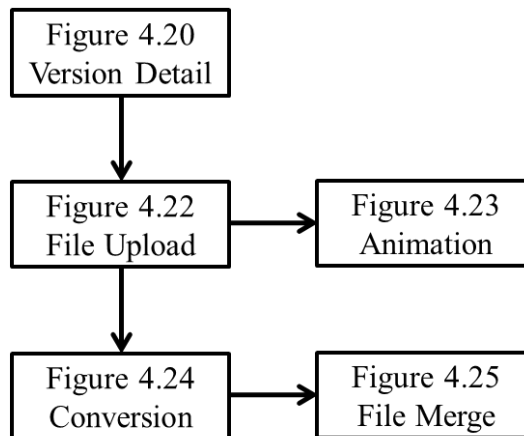 Figure 4.20
Version Detail
Figure 4.22
File Upload
Figure 4.23
Animation
Figure 4.24
Conversion
Figure 4.25
File Merge